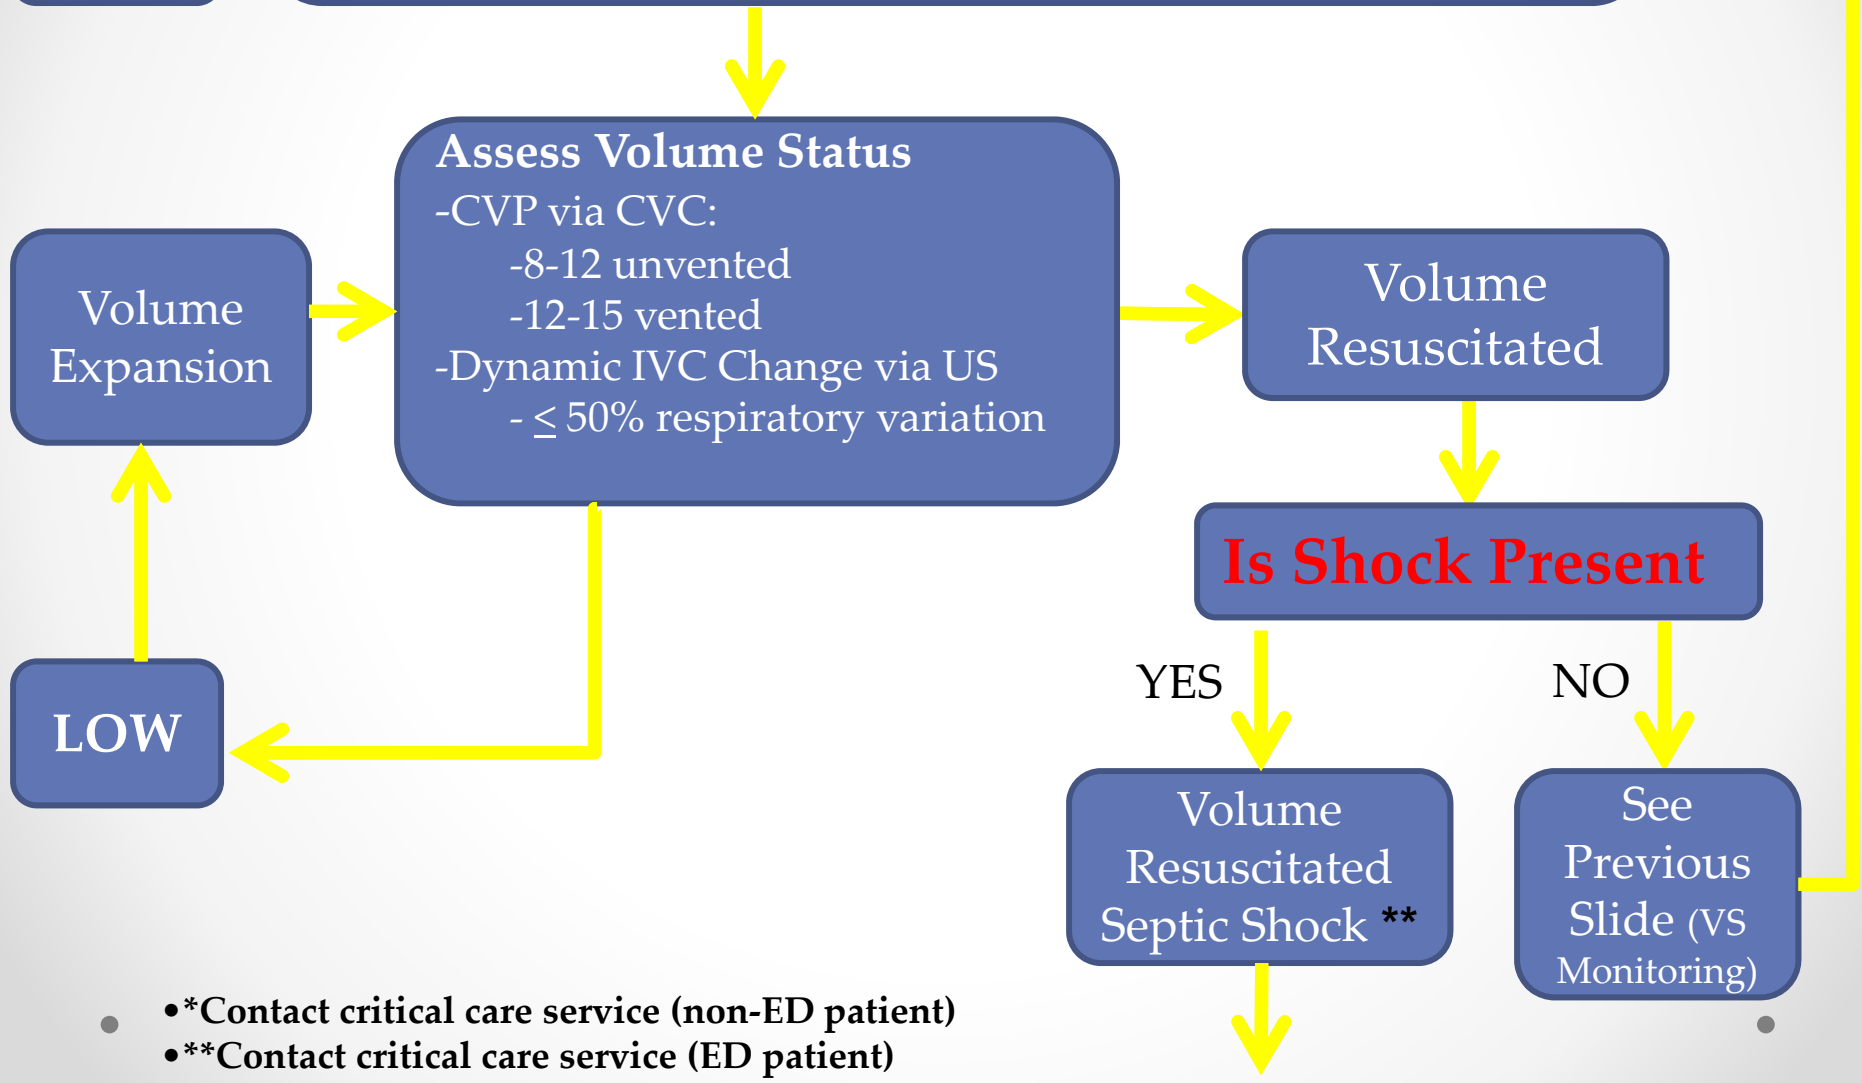 Assess Volume Status
-CVP via CVC:
-8-12 unvented
-12-15 vented
-Dynamic IVC Change via US
- ≤ 50% respiratory variation
Volume
Expansion
Volume
Resuscitated
Is Shock Present
YES
NO
LOW
Volume
Resuscitated
Septic Shock **
See
Previous
Slide (VS
Monitoring)
•*Contact critical care service (non-ED patient)
•**Contact critical care service (ED patient)